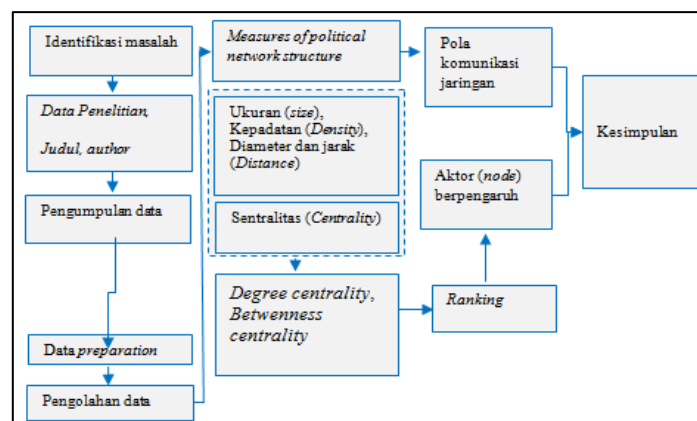 Identifikasi masalah
Data Penitian,
Judul, author
Pengumpulan data
Data preparation
Pengolahan data
Measures of political
network structure
Ukuran (size),
Kepadatan (Density),
Diameter dan jarak
(Distance)
Sentralitas (Centrality)
Degree centrality,
Betwenness
centrality
Ranking
Pola
komunikasi
jaringan
Aktor (node)
berpengaruh
Kesimpulan